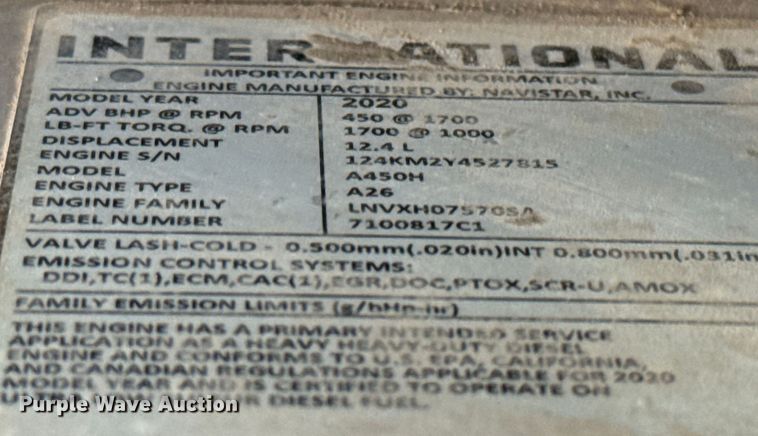 INTER ATIONAL
IMPORTANT ENGINE INFORMATION
ENGINE MANUFACTURED BY: NAVISTAR, INC.
MODEL YEAR 2020
ADV BHP @ RPM 450 @ 1700
LB-FT TORQ. @ RPM 1700 @ 1000
DISPLACEMENT 12.4 L
ENGINE S/N 124KM2Y4527815
MODEL A450H
ENGINE TYPE A26
ENGINE FAMILY LNVXH07570SA
LABEL NUMBER 7100817C1
VALVE LASH-COLD - 0.500mm(.020in)INT 0.800mm(.031in
EMISSION CONTROL SYSTEMS:
DDI,TC(1),ECM,CAC(1),EGR,DOC,PTOX,SCR-U,AMOX
FAMILY EMISSION LIMITS (g/bHp-hr)
THIS ENGINE HAS A PRIMARY INTENDED SERVICE
APPLICATION AS A HEAVY HEAVY-DUTY DIESEL
ENGINE AND CONFORMS TO U.S. EPA, CALIFORNIA,
AND CANADIAN REGULATIONS APPLICABLE FOR 2020
MODEL YEAR AND IS CERTIFIED TO OPERATE ON
DIESEL FUEL.
Purple Wave Auction